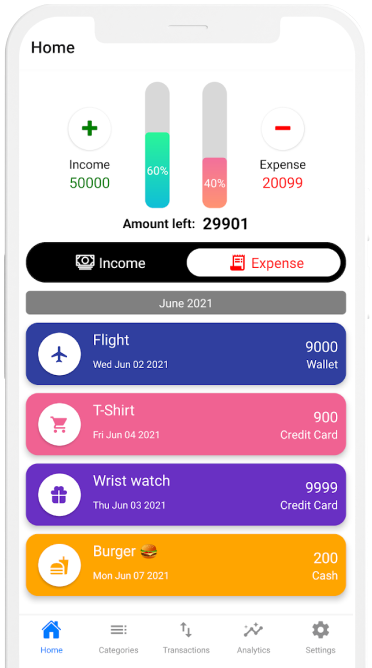 Home
60%
40%
Income
50000
Expense
20099
Amount left: 29901
Income
Expense
June 2021
Flight
9000
Wed Jun 02 2021
Wallet
T-Shirt
900
Fri Jun 04 2021
Credit Card
Wrist watch
9999
Thu Jun 03 2021
Credit Card
Burger 🍔
200
Mon Jun 07 2021
Cash
Home
Categories
Transactions
Analytics
Settings